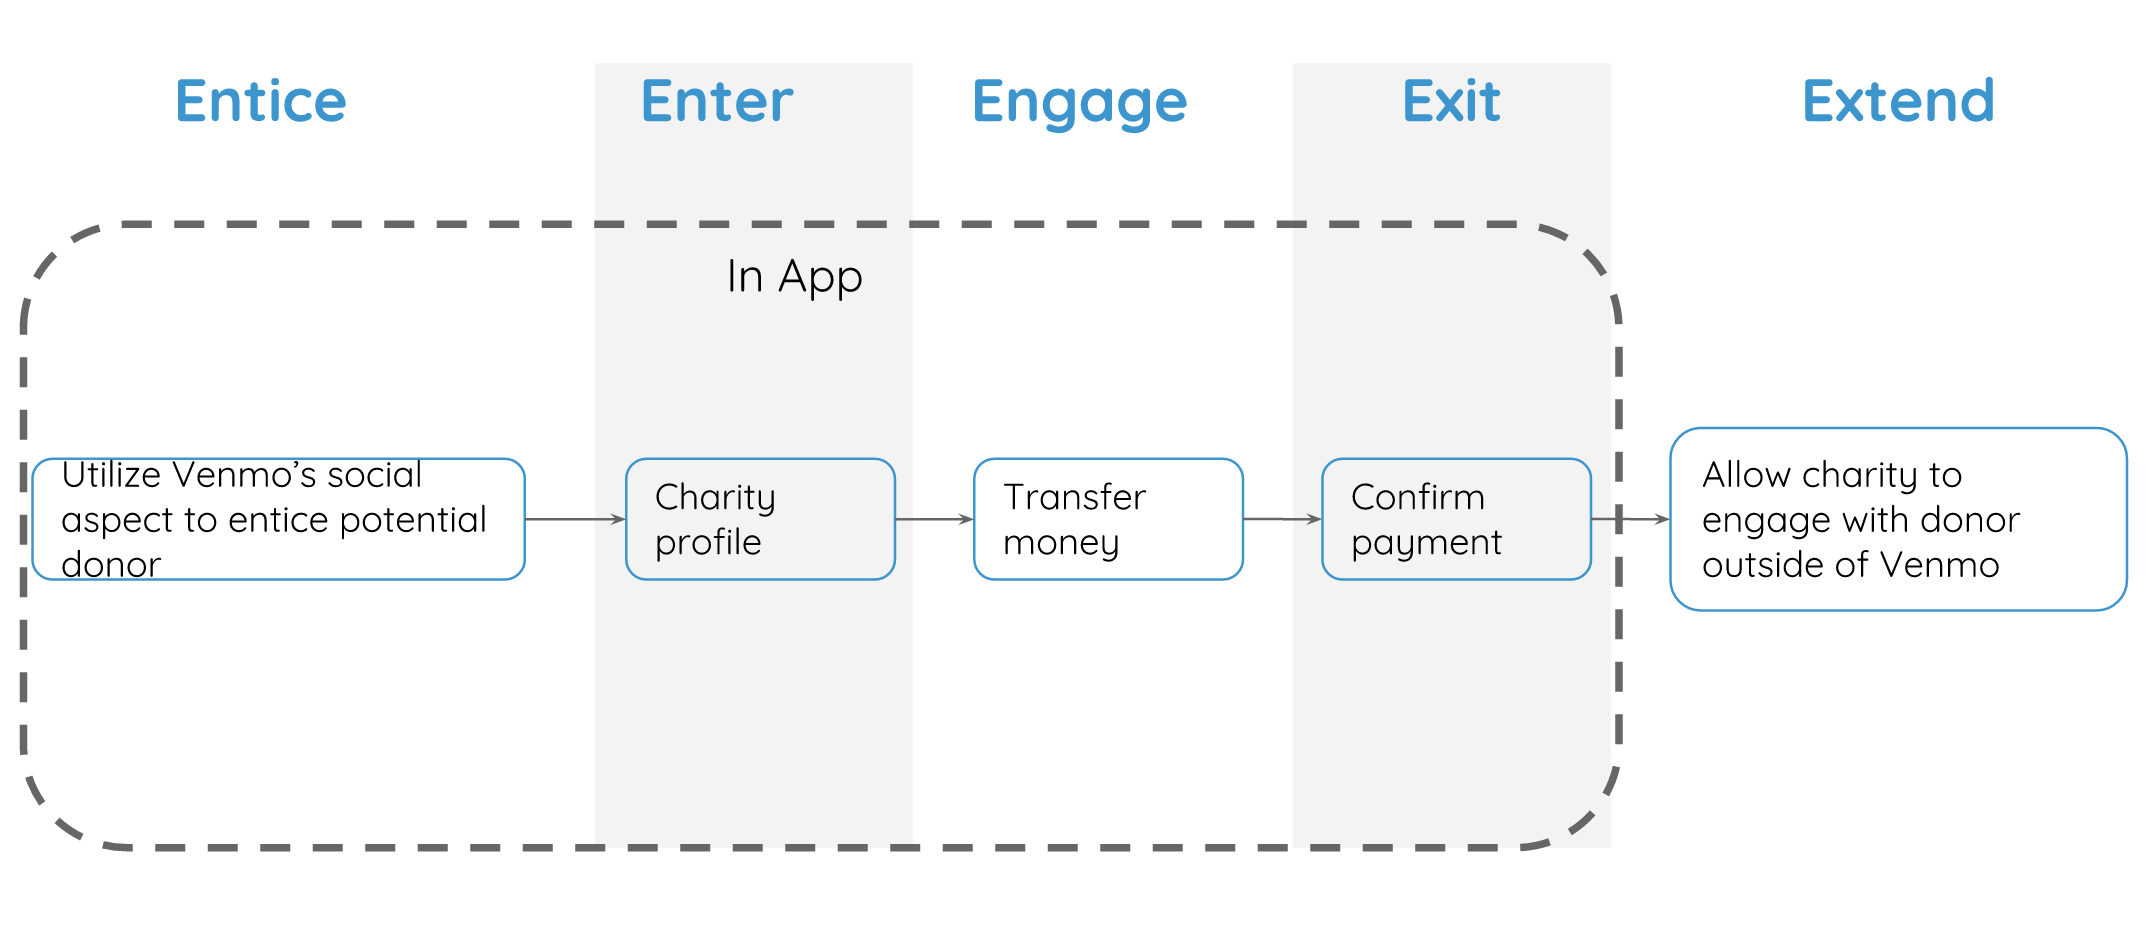 Entice
Enter
Engage
Exit
Extend
In App
Utilize Venmo’s social
aspect to entice potential
donor
Charity
profile
Transfer
money
Confirm
payment
Allow charity to
engage with donor
outside of Venmo